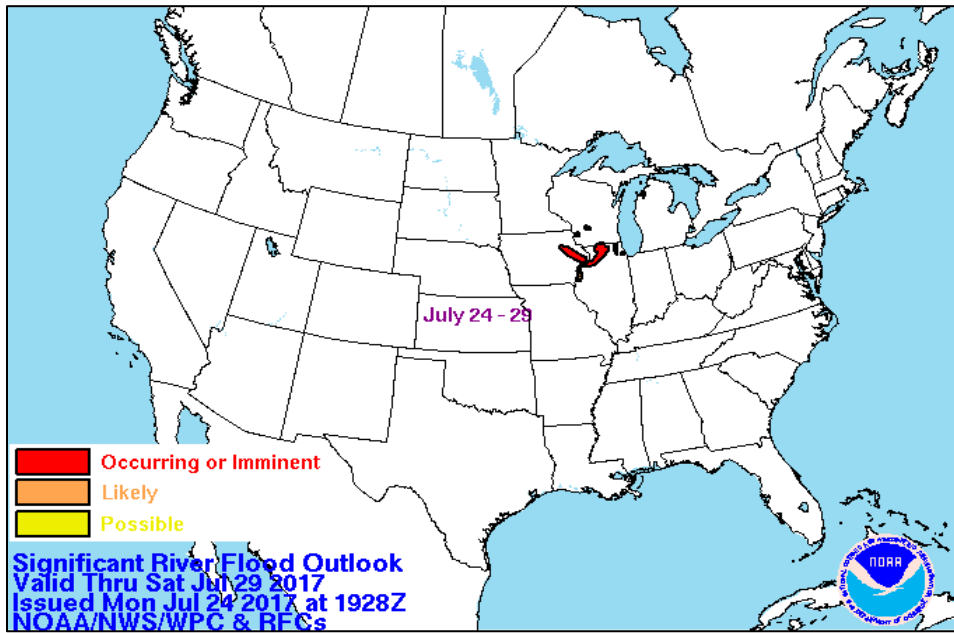 July 24 - 29
Occurring or Imminent
Likely
Possible
Significant River Flood Outlook
Valid Thru Sat Jul 29 2017
Issued Mon Jul 24 2017 at 1928Z
NOAA/NWS/WPC & RFCs
NOAA